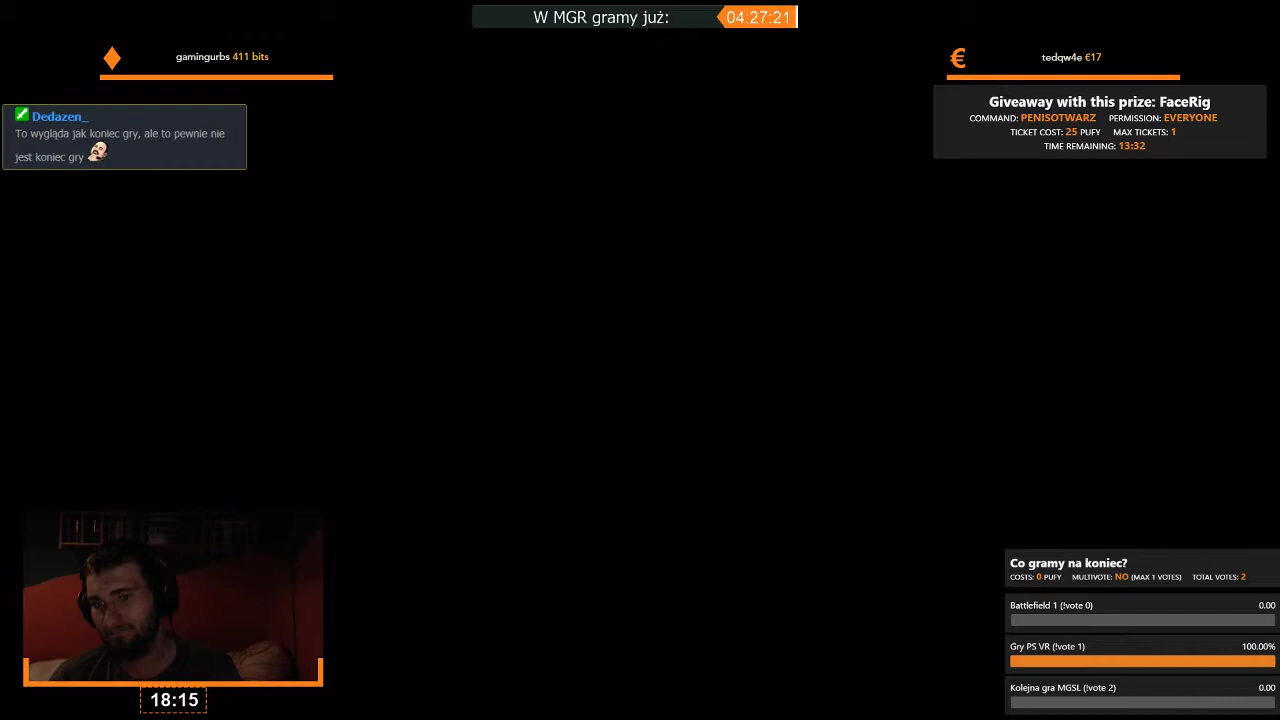 W MGR gramy już: 04:27:21
gamingurbs 411 bits
€ tedqw4e €17
Dedazen_
To wygląda jak koniec gry, ale to pewnie nie
jest koniec gry
Giveaway with this prize: FaceRig
COMMAND: PENISOTWARZ PERMISSION: EVERYONE
TICKET COST: 25 PUFY MAX TICKETS: 1
TIME REMAINING: 13:32
18:15
Co gramy na koniec?
COSTS: 0 PUFY MULTIVOTE: NO (MAX 1 VOTES) TOTAL VOTES: 2
Battlefield 1 (!vote 0) 0.00
Gry PS VR (!vote 1) 100.00%
Kolejna gra MGSL (!vote 2) 0.00